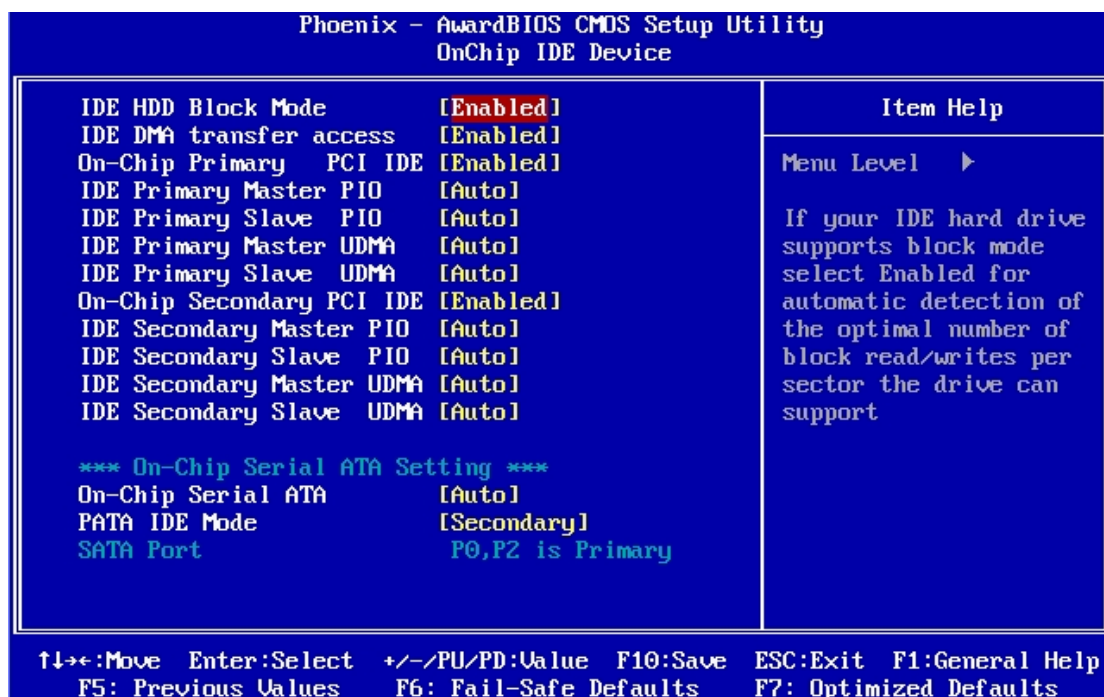 Phoenix - AwardBIOS CMOS Setup Utility
OnChip IDE Device
IDE HDD Block Mode [Enabled]
IDE DMA transfer access [Enabled]
On-Chip Primary PCI IDE [Enabled]
IDE Primary Master PIO [Auto]
IDE Primary Slave PIO [Auto]
IDE Primary Master UDMA [Auto]
IDE Primary Slave UDMA [Auto]
On-Chip Secondary PCI IDE [Enabled]
IDE Secondary Master PIO [Auto]
IDE Secondary Slave PIO [Auto]
IDE Secondary Master UDMA [Auto]
IDE Secondary Slave UDMA [Auto]
*** On-Chip Serial ATA Setting ***
On-Chip Serial ATA [Auto]
PATA IDE Mode [Secondary]
SATA Port P0,P2 is Primary
Item Help
Menu Level ►
If your IDE hard drive
supports block mode
select Enabled for
automatic detection of
the optimal number of
block read/writes per
sector the drive can
support
↑↓→←:Move Enter:Select +/-/PU/PD:Value F10:Save ESC:Exit F1:General Help
F5: Previous Values F6: Fail-Safe Defaults F7: Optimized Defaults